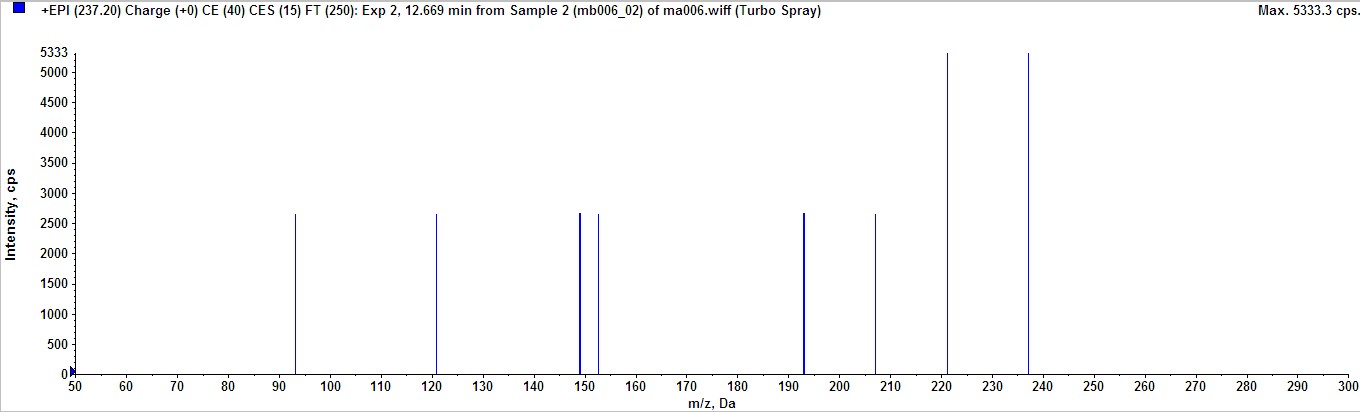 +EPI (237.20) Charge (+0) CE (40) CES (15) FT (250): Exp 2, 12.669 min from Sample 2 (mb006_02) of ma006.wiff (Turbo Spray)
Max. 5333.3 cps.
Intensity, cps
5333
5000
4500
4000
3500
3000
2500
2000
1500
1000
500
0
50 60 70 80 90 100 110 120 130 140 150 160 170 180 190 200 210 220 230 240 250 260 270 280 290 300
m/z, Da